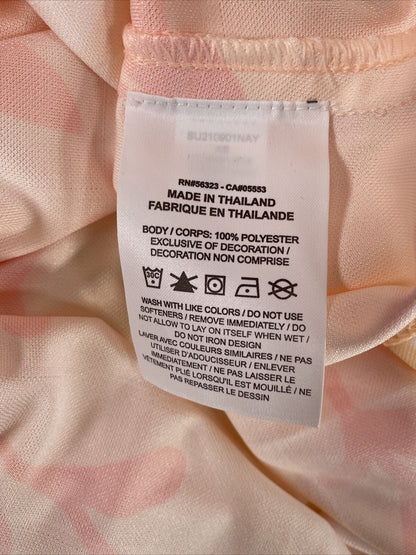 SU210901NAY
RN#56323 - CA#05553
MADE IN THAILAND
FABRIQUE EN THAILANDE
BODY / CORPS: 100% POLYESTER
EXCLUSIVE OF DECORATION /
DECORATION NON COMPRISE
30C
WASH WITH LIKE COLORS / DO NOT USE
SOFTENERS / REMOVE IMMEDIATELY / DO
NOT ALLOW TO LAY ON ITSELF WHEN WET /
DO NOT IRON DESIGN
LAVER AVEC COULEURS SIMILAIRES / NE PAS
UTILISER D'ADOUCISSEUR / ENLEVER
IMMÉDIATEMENT / NE PAS LAISSER LE
VÊTEMENT PLIÉ LORSQU'IL EST MOUILLÉ / NE
PAS REPASSER LE DESSIN